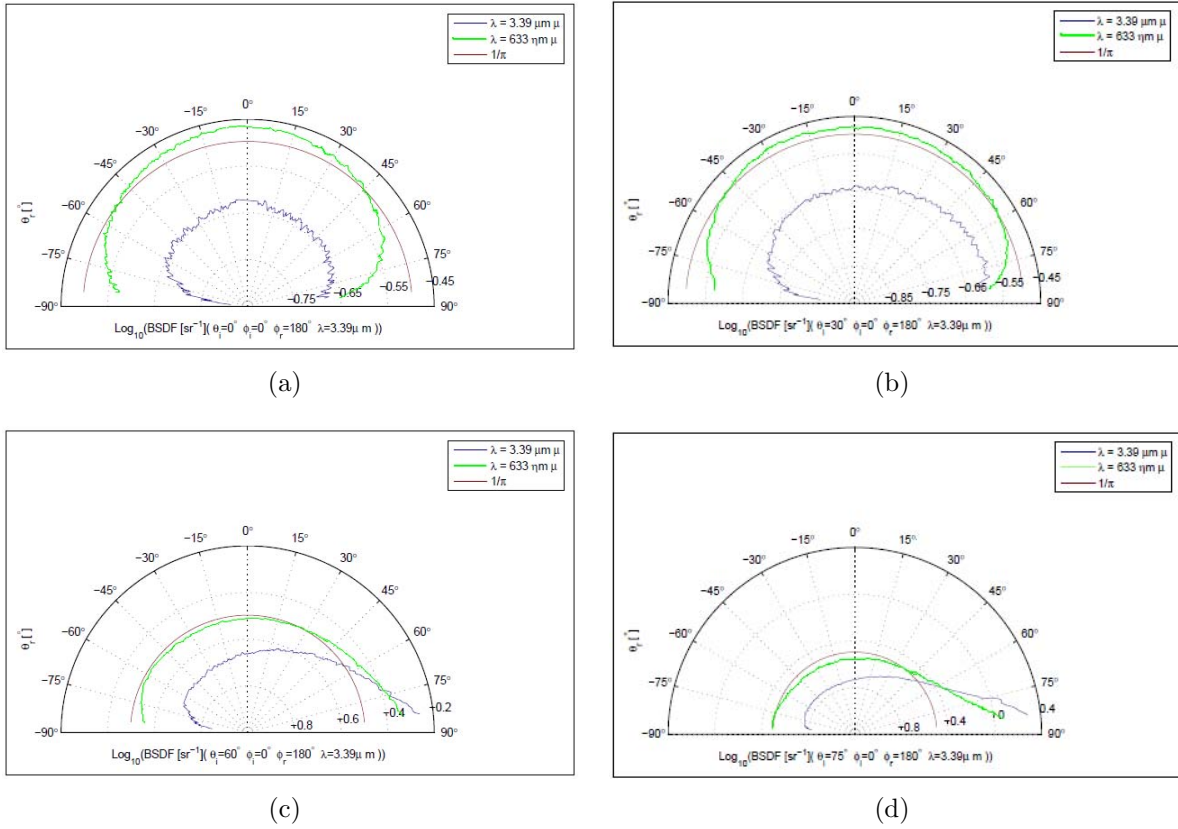 λ = 3.39 μm μ
λ = 633 ηm μ
1/π
−15° 0° 15°
−30° 30°
−45° 45°
−60° 60°
−75° 75°
−90° 90°
θr [°]
−0.75 −0.65 −0.55 −0.45
Log10(BSDF [sr−1]( θi=0° ϕi=0° ϕr=180° λ=3.39μ m ))
(a)
λ = 3.39 μm μ
λ = 633 ηm μ
1/π
−15° 0° 15°
−30° 30°
−45° 45°
−60° 60°
−75° 75°
−90° 90°
θr [°]
−0.85 −0.75 −0.65 −0.55 −0.45
Log10(BSDF [sr−1]( θi=30° ϕi=0° ϕr=180° λ=3.39μ m ))
(b)
λ = 3.39 μm μ
λ = 633 ηm μ
1/π
−15° 0° 15°
−30° 30°
−45° 45°
−60° 60°
−75° 75°
−90° 90°
θr [°]
−0.8 −0.6 −0.4 −0.2
Log10(BSDF [sr−1]( θi=60° ϕi=0° ϕr=180° λ=3.39μ m ))
(c)
λ = 3.39 μm μ
λ = 633 ηm μ
1/π
−15° 0° 15°
−30° 30°
−45° 45°
−60° 60°
−75° 75°
−90° 90°
θr [°]
−0.8 −0.4 0 0.4
Log10(BSDF [sr−1]( θi=75° ϕi=0° ϕr=180° λ=3.39μ m ))
(d)